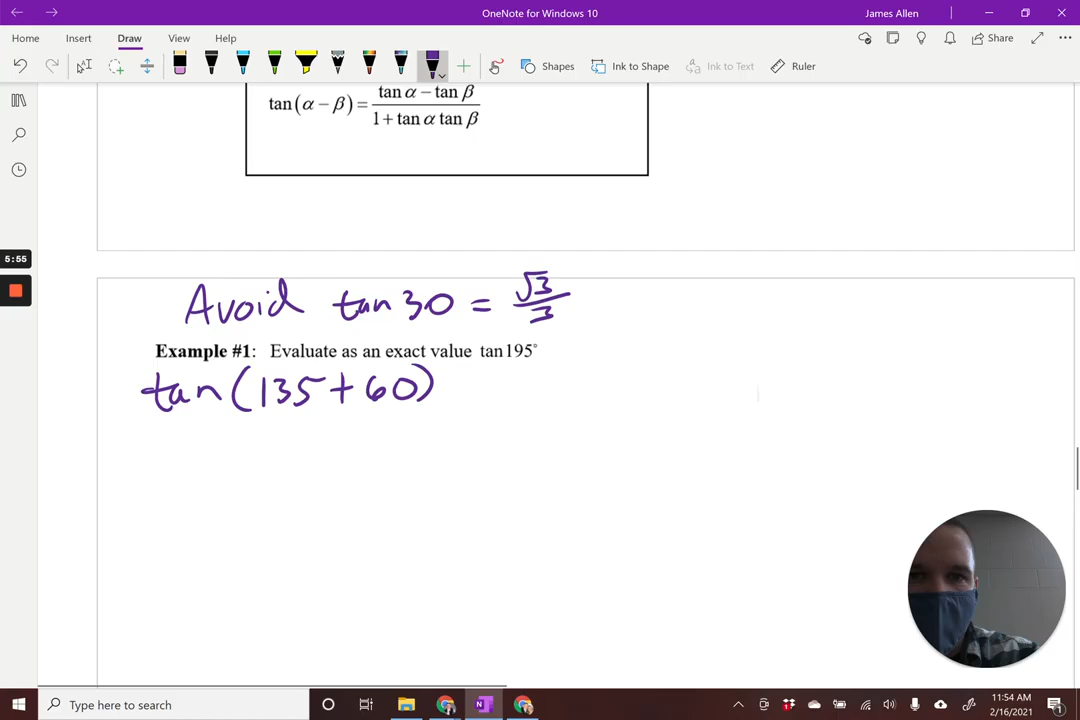 OneNote for Windows 10
James Allen
Home Insert Draw View Help
Share
Shapes Ink to Shape Ink to Text Ruler
tan(α − β) = (tan α − tan β)/(1 + tan α tan β)
5:55
Avoid tan 30 = √3/3
Example #1: Evaluate as an exact value tan195°
tan(135+60)
Type here to search
11:54 AM
2/16/2021